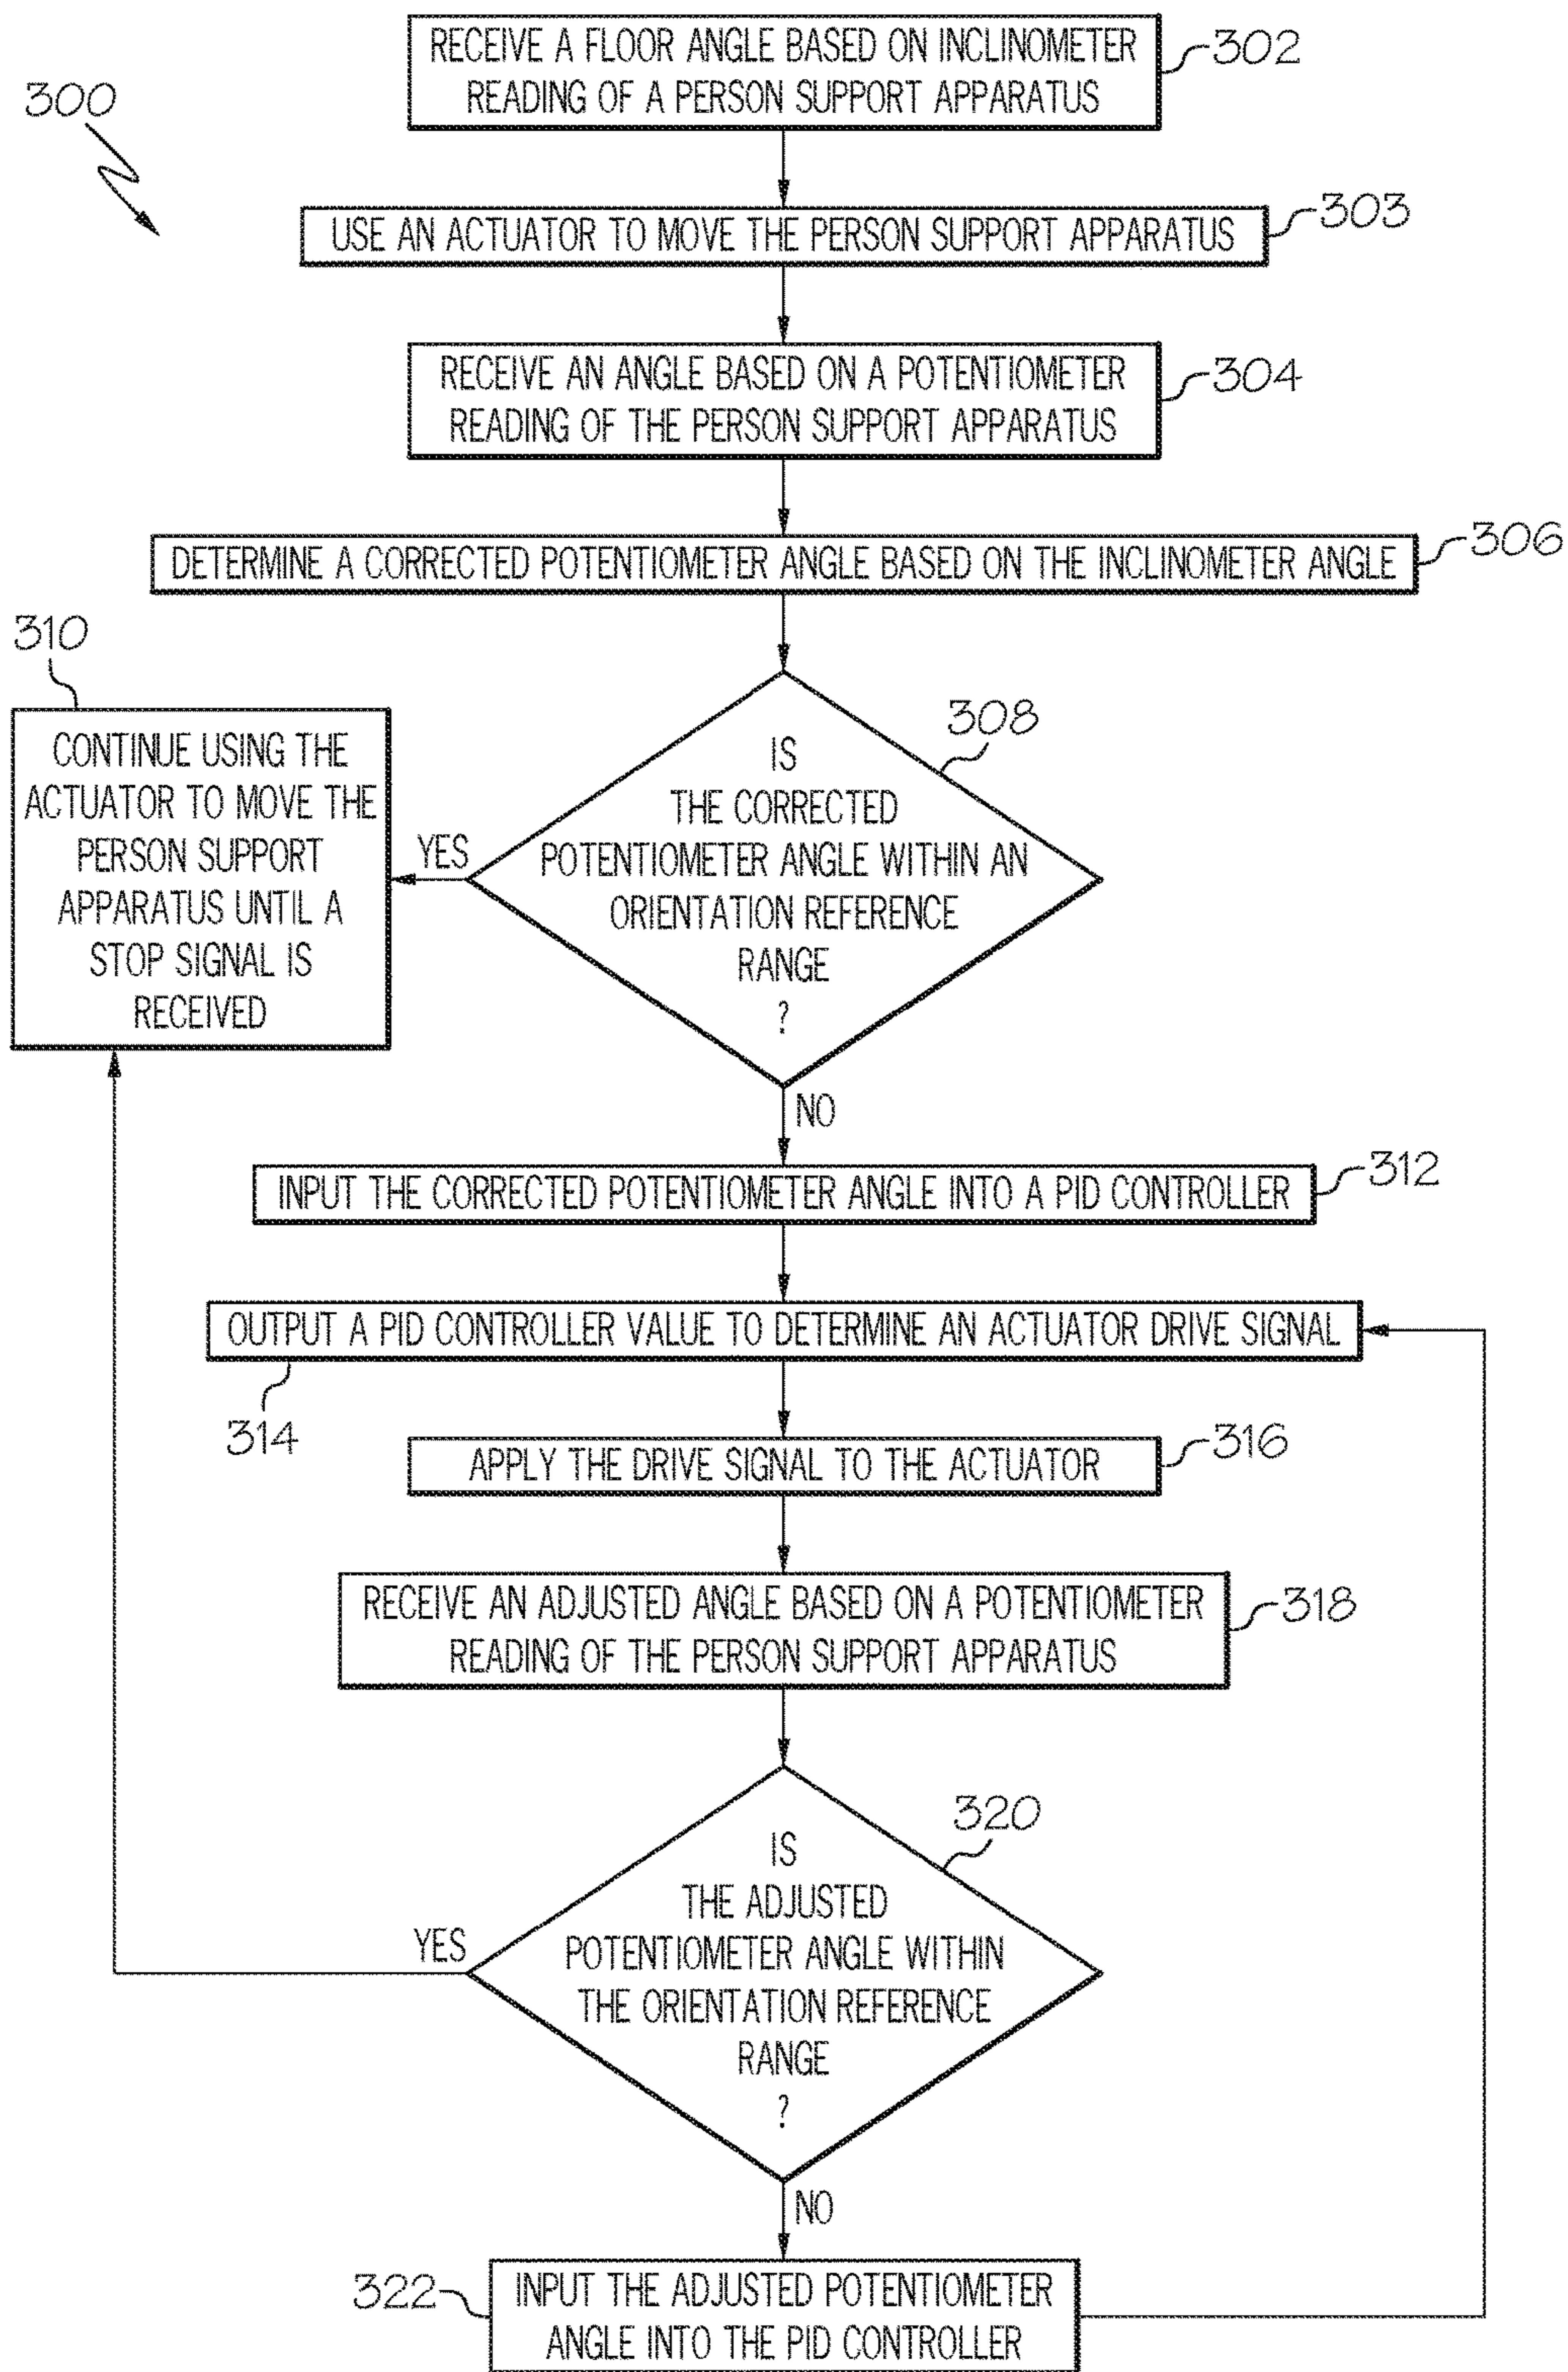 300
RECEIVE A FLOOR ANGLE BASED ON INCLINOMETER
READING OF A PERSON SUPPORT APPARATUS
302
USE AN ACTUATOR TO MOVE THE PERSON SUPPORT APPARATUS
303
RECEIVE AN ANGLE BASED ON A POTENTIOMETER
READING OF THE PERSON SUPPORT APPARATUS
304
DETERMINE A CORRECTED POTENTIOMETER ANGLE BASED ON THE INCLINOMETER ANGLE
306
IS
THE CORRECTED
POTENTIOMETER ANGLE WITHIN AN
ORIENTATION REFERENCE
RANGE
?
308
YES
310
CONTINUE USING THE
ACTUATOR TO MOVE THE
PERSON SUPPORT
APPARATUS UNTIL A
STOP SIGNAL IS
RECEIVED
NO
INPUT THE CORRECTED POTENTIOMETER ANGLE INTO A PID CONTROLLER
312
OUTPUT A PID CONTROLLER VALUE TO DETERMINE AN ACTUATOR DRIVE SIGNAL
314
APPLY THE DRIVE SIGNAL TO THE ACTUATOR
316
RECEIVE AN ADJUSTED ANGLE BASED ON A POTENTIOMETER
READING OF THE PERSON SUPPORT APPARATUS
318
IS
THE ADJUSTED
POTENTIOMETER ANGLE WITHIN
THE ORIENTATION REFERENCE
RANGE
?
320
YES
NO
322
INPUT THE ADJUSTED POTENTIOMETER
ANGLE INTO THE PID CONTROLLER